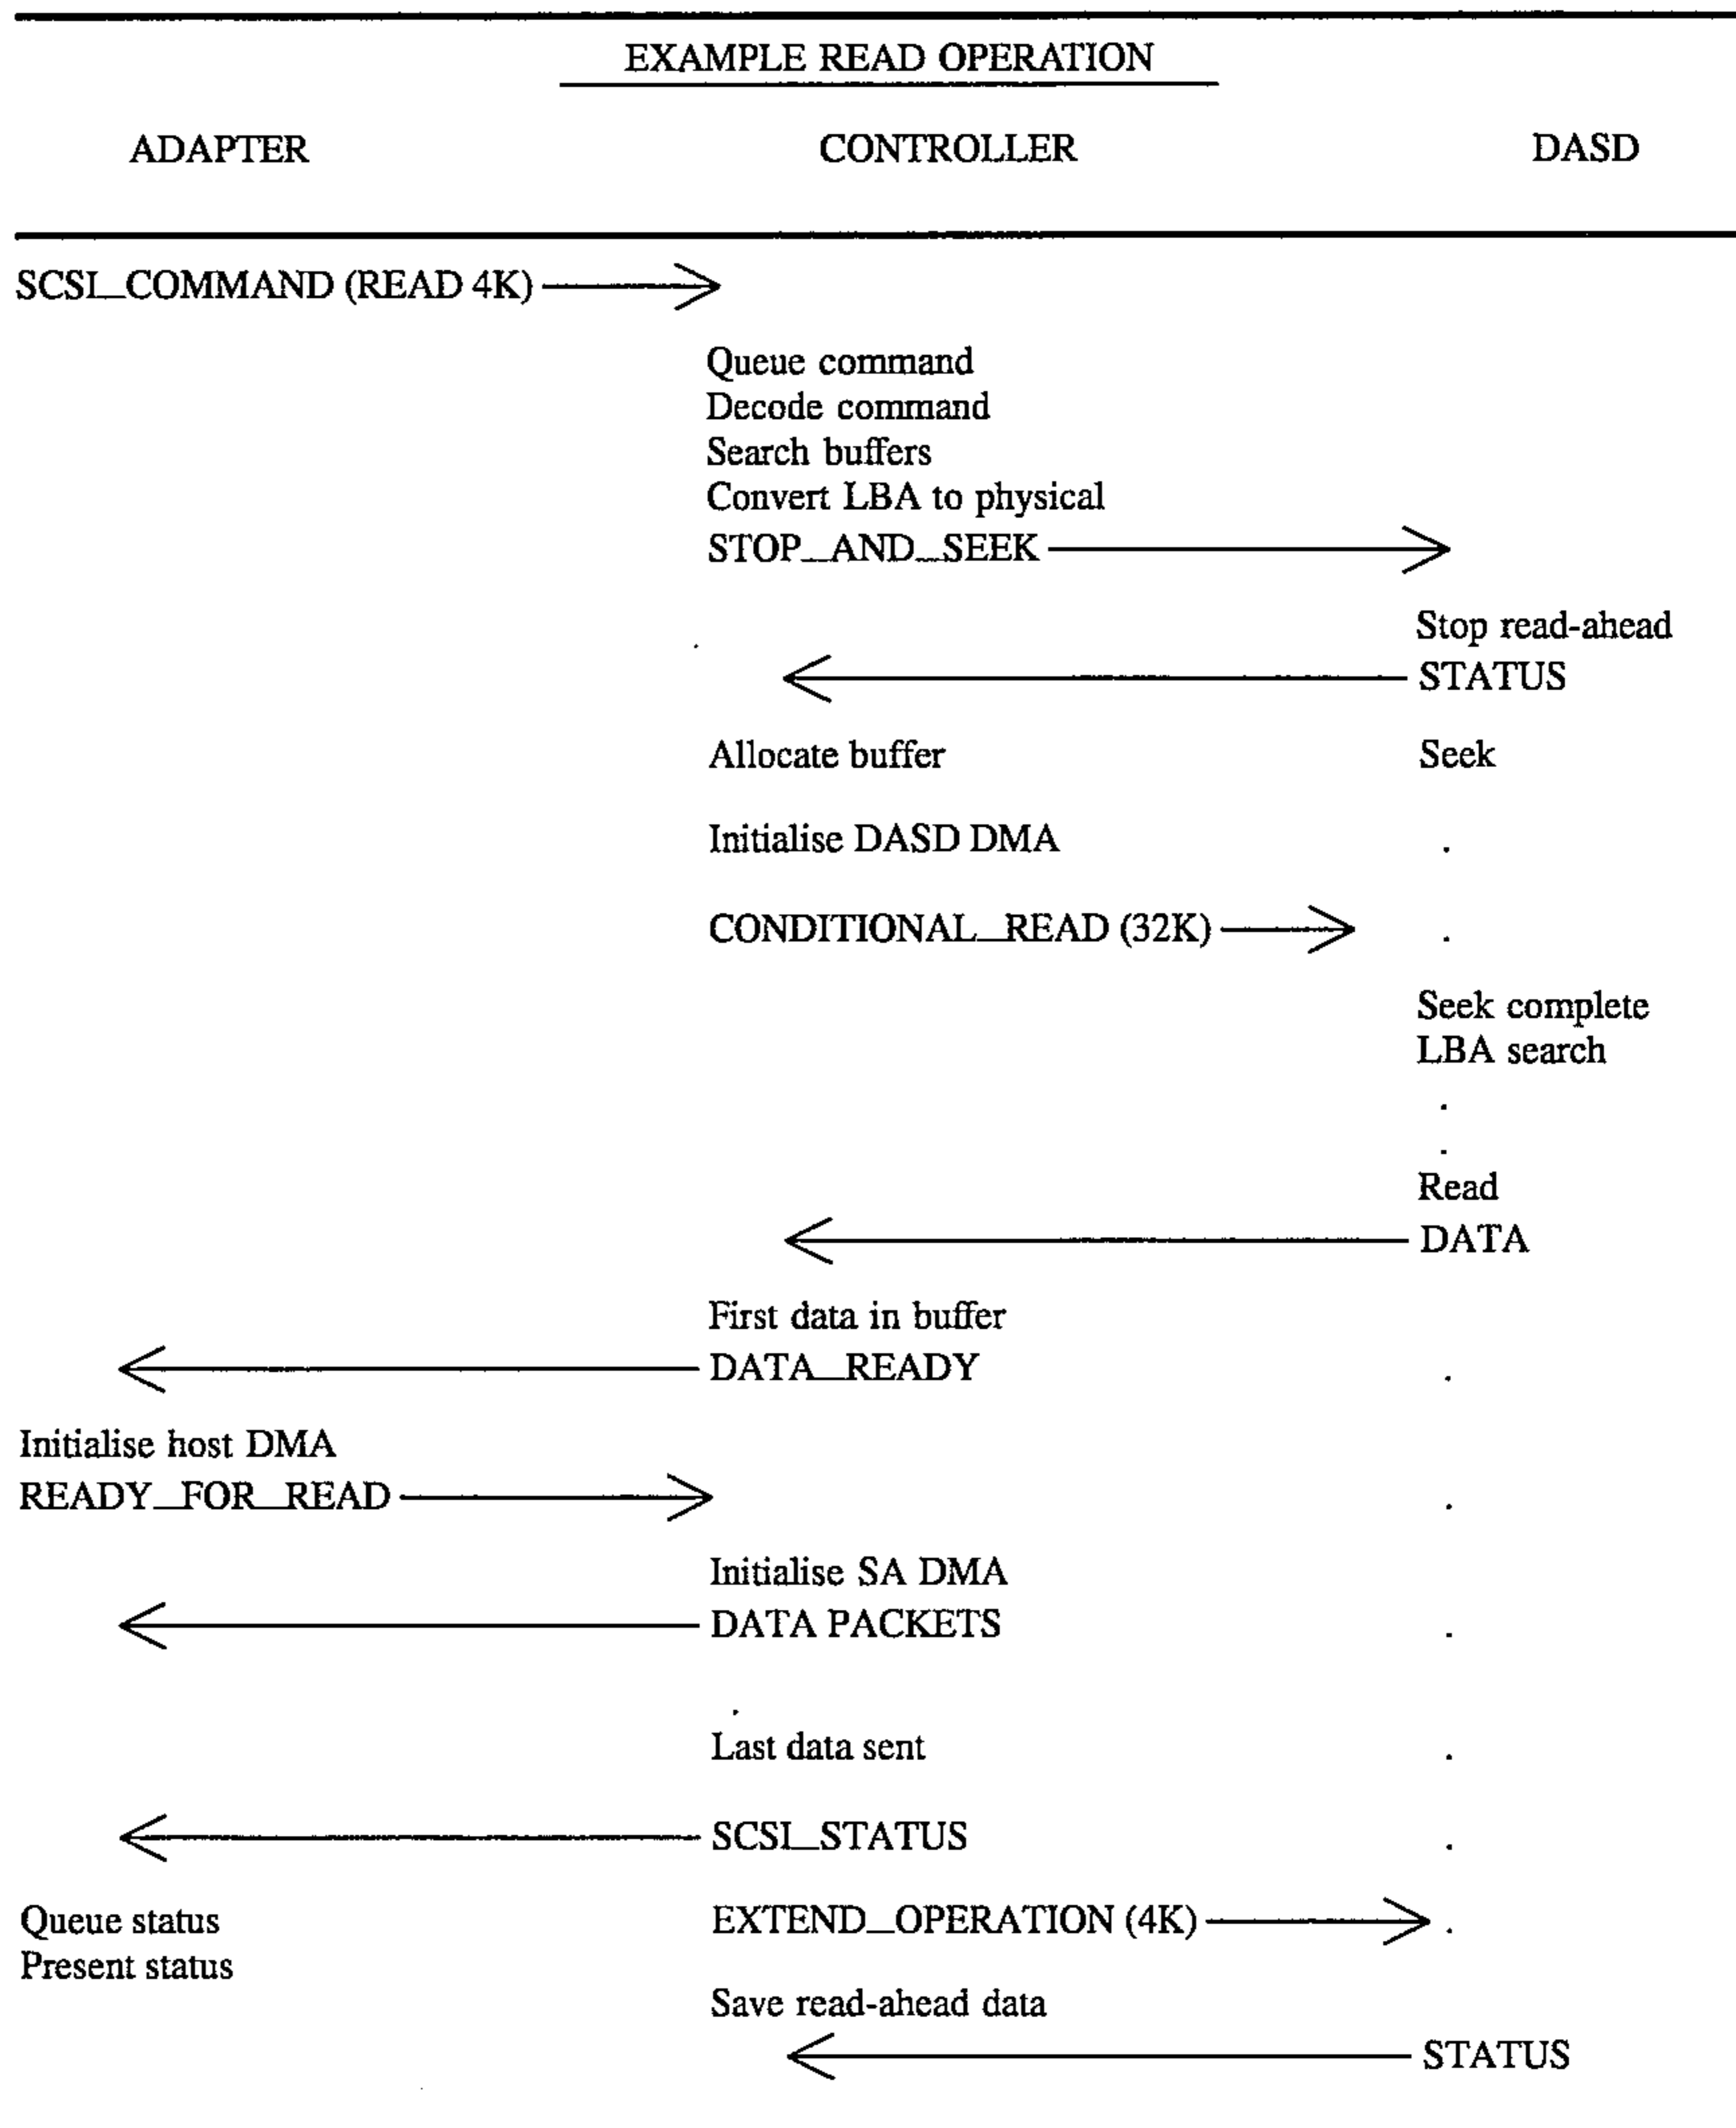 EXAMPLE READ OPERATION
ADAPTER CONTROLLER DASD
SCSI_COMMAND (READ 4K)
Queue command
Decode command
Search buffers
Convert LBA to physical
STOP_AND_SEEK
Stop read-ahead
STATUS
Allocate buffer Seek
Initialise DASD DMA .
CONDITIONAL_READ (32K) .
Seek complete
LBA search
.
.
Read
DATA
First data in buffer
DATA_READY .
Initialise host DMA
READY_FOR_READ .
Initialise SA DMA
DATA PACKETS .
.
Last data sent .
SCSI_STATUS .
Queue status EXTEND_OPERATION (4K) .
Present status
Save read-ahead data
STATUS